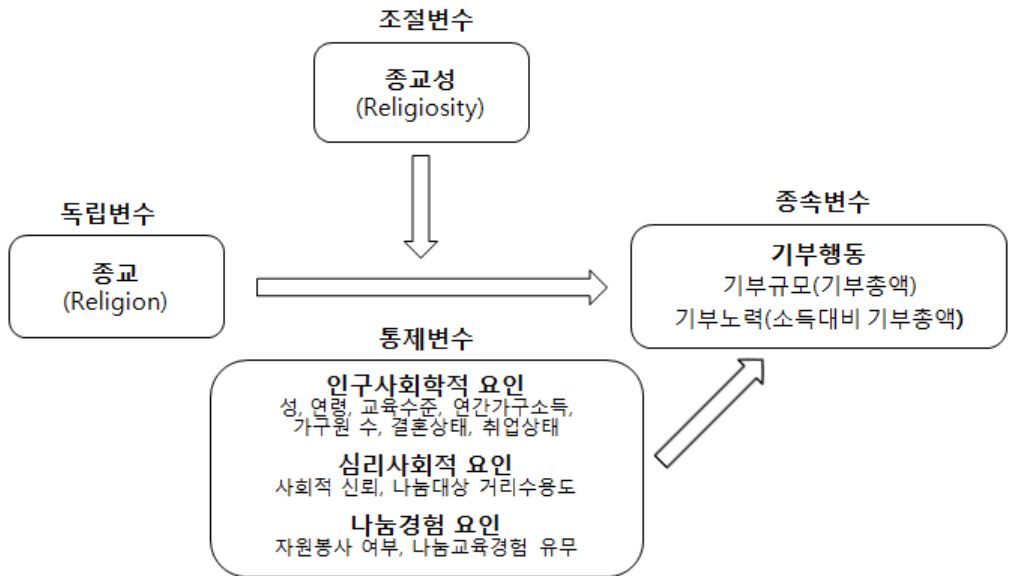 조절변수
종교성
(Religiosity)
독립변수
종교
(Religion)
종속변수
기부행동
기부규모(기부총액)
기부노력(소득대비 기부총액)
통제변수
인구사회학적 요인
성, 연령, 교육수준, 연간가구소득,
가구원 수, 결혼상태, 취업상태
심리사회적 요인
사회적 신뢰, 나눔대상 거리수용도
나눔경험 요인
자원봉사 여부, 나눔교육경험 유무